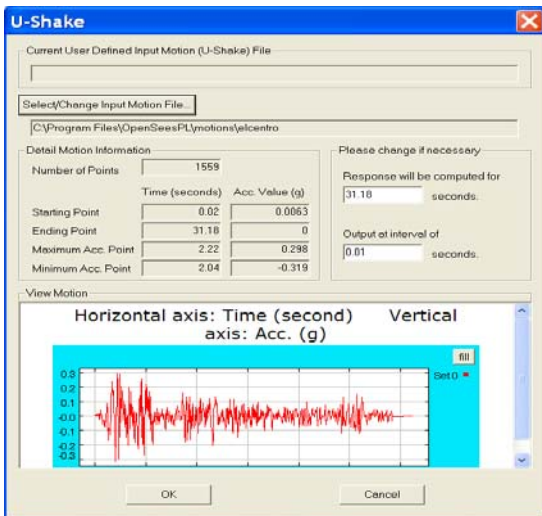 U-Shake
Current User Defined Input Motion (U-Shake) File
Select/Change Input Motion File...
C:\Program Files\OpenSeesPL\motions\elcentro
Detail Motion Information
Number of Points 1559
Time (seconds) Acc. Value (g)
Starting Point 0.02 0.0063
Ending Point 31.18 0
Maximum Acc. Point 2.22 0.298
Minimum Acc. Point 2.04 -0.319
Please change if necessary
Response will be computed for
31.18 seconds.
Output at interval of
0.01 seconds.
View Motion
Horizontal axis: Time (second) Vertical
axis: Acc. (g)
fill
Set 0
0.3
0.2
0.1
-0.0
-0.1
-0.2
-0.3
OK Cancel